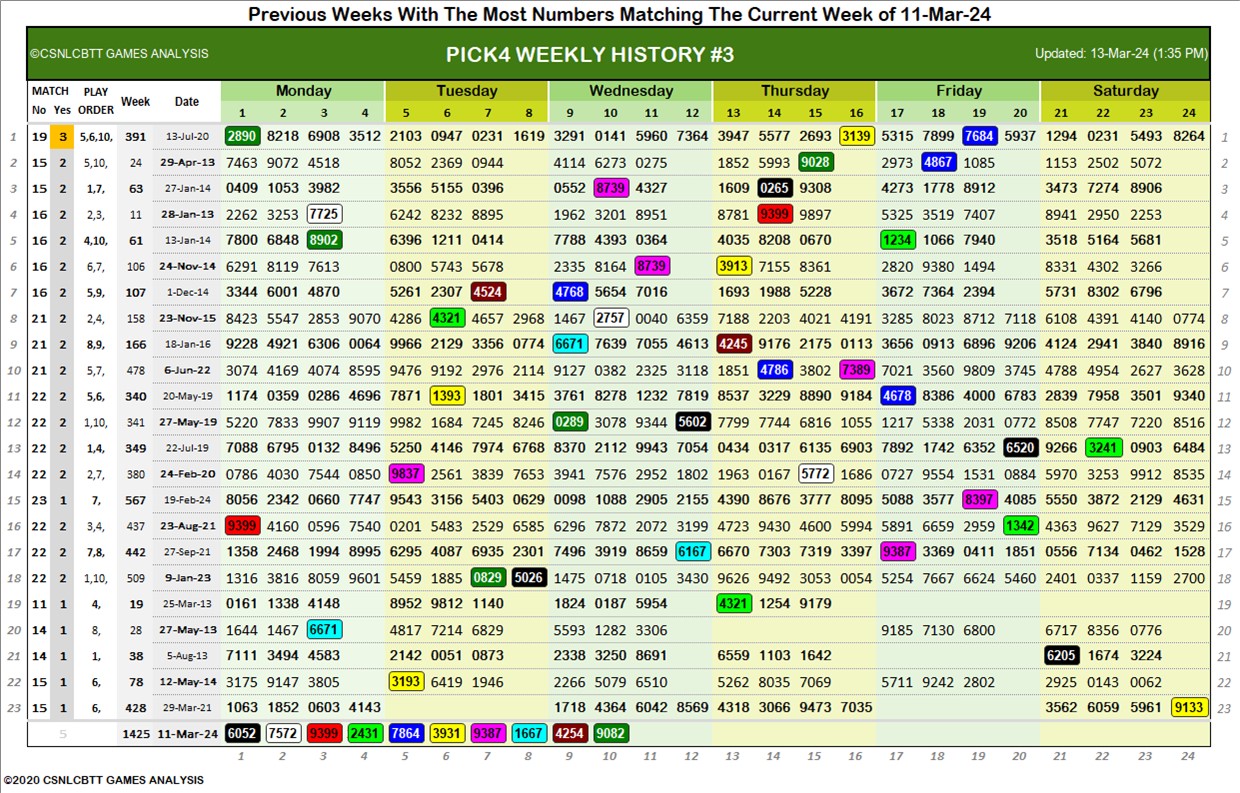 Previous Weeks With The Most Numbers Matching The Current Week of 11-Mar-24
©CSNLCBTT GAMES ANALYSIS PICK4 WEEKLY HISTORY #3 Updated: 13-Mar-24 (1:35 PM)
MATCH PLAY Week Date Monday Tuesday Wednesday Thursday Friday Saturday
No Yes ORDER 1 2 3 4 5 6 7 8 9 10 11 12 13 14 15 16 17 18 19 20 21 22 23 24
1 19 3 5,6,10, 391 13-Jul-20 2890 8218 6908 3512 2103 0947 0231 1619 3291 0141 5960 7364 3947 5577 2693 3139 5315 7899 7684 5937 1294 0231 5493 8264 1
2 15 2 5,10, 24 29-Apr-13 7463 9072 4518 8052 2369 0944 4114 6273 0275 1852 5993 9028 2973 4867 1085 1153 2502 5072 2
3 15 2 1,7, 63 27-Jan-14 0409 1053 3982 3556 5155 0396 0552 8739 4327 1609 0265 9308 4273 1778 8912 3473 7274 8906 3
4 16 2 2,3, 11 28-Jan-13 2262 3253 7725 6242 8232 8895 1962 3201 8951 8781 9399 9897 5325 3519 7407 8941 2950 2253 4
5 16 2 4,10, 61 13-Jan-14 7800 6848 8902 6396 1211 0414 7788 4393 0364 4035 8208 0670 1234 1066 7940 3518 5164 5681 5
6 16 2 6,7, 106 24-Nov-14 6291 8119 7613 0800 5743 5678 2335 8164 8739 3913 7155 8361 2820 9380 1494 8331 4302 3266 6
7 16 2 5,9, 107 1-Dec-14 3344 6001 4870 5261 2307 4524 4768 5654 7016 1693 1988 5228 3672 7364 2394 5731 8302 6796 7
8 21 2 2,4, 158 23-Nov-15 8423 5547 2853 9070 4286 4321 4657 2968 1467 2757 0040 6359 7188 2203 4021 4191 3285 8023 8712 7118 6108 4391 4140 0774 8
9 21 2 8,9, 166 18-Jan-16 9228 4921 6306 0064 9966 2129 3356 0774 6671 7639 7055 4613 4245 9176 2175 0113 3656 0913 6896 9206 4124 2941 3840 8916 9
10 21 2 5,7, 478 6-Jun-22 3074 4169 4074 8595 9476 9192 2976 2114 9127 0382 2325 3118 1851 4786 3802 7389 7021 3560 9809 3745 4788 4954 2627 3628 10
11 22 2 5,6, 340 20-May-19 1174 0359 0286 4696 7871 1393 1801 3415 3761 8278 1232 7819 8537 3229 8890 9184 4678 8386 4000 6783 2839 7958 3501 9340 11
12 22 2 1,10, 341 27-May-19 5220 7833 9907 9119 9982 1684 7245 8246 0289 3078 9344 5602 7799 7744 6816 1055 1217 5338 2031 0772 8508 7747 7220 8516 12
13 22 2 1,4, 349 22-Jul-19 7088 6795 0132 8496 5250 4146 7974 6768 8370 2112 9943 7054 0434 0317 6135 6903 7892 1742 6352 6520 9266 3241 0903 6484 13
14 22 2 2,7, 380 24-Feb-20 0786 4030 7544 0850 9837 2561 3839 7653 3941 7576 2952 1802 1963 0167 5772 1686 0727 9554 1531 0884 5970 3253 9912 8535 14
15 23 1 7, 567 19-Feb-24 8056 2342 0660 7747 9543 3156 5403 0629 0098 1088 2905 2155 4390 8676 3777 8095 5088 3577 8397 4085 5550 3872 2129 4631 15
16 22 2 3,4, 437 23-Aug-21 9399 4160 0596 7540 0201 5483 2529 6585 6296 7872 2072 3199 4723 9430 4600 5994 5891 6078 2959 1342 4363 9627 7129 3529 16
17 22 2 7,8, 442 27-Sep-21 1358 2468 1994 8995 6295 4087 6935 2301 7496 3919 8659 6167 6670 7303 7319 3397 9387 3369 0411 1851 0556 7134 0462 1528 17
18 22 2 1,10, 509 9-Jan-23 1316 3816 8059 9601 5459 1885 0829 5026 1475 0718 0105 3430 9626 9492 3053 0054 5254 7667 6624 5460 2401 0337 1159 2700 18
19 11 1 4, 19 25-Mar-13 0161 1338 4148 8952 9812 1140 1824 0187 5954 4321 1254 9179 19
20 14 1 8, 28 27-May-13 1644 1467 6671 4817 7214 6829 5593 1282 3306 9185 7130 6800 6717 8356 0776 20
21 14 1 1, 38 5-Aug-13 7111 3494 4583 2142 0051 0873 2338 3250 8691 6559 1103 1642 6205 1674 3224 21
22 15 1 6, 78 12-May-14 3175 9147 3805 3193 6419 1946 2266 5079 6510 5262 8035 7069 5711 9242 2802 2925 0143 0062 22
23 15 1 6, 428 29-Mar-21 1063 1852 0603 4143 1718 4364 6042 8569 4318 3066 9473 7035 3562 6059 5961 9133 23
5 1425 11-Mar-24 6052 7572 9399 2431 7864 3931 9387 1667 4254 9082
1 2 3 4 5 6 7 8 9 10 11 12 13 14 15 16 17 18 19 20 21 22 23 24
©2020 CSNLCBTT GAMES ANALYSIS